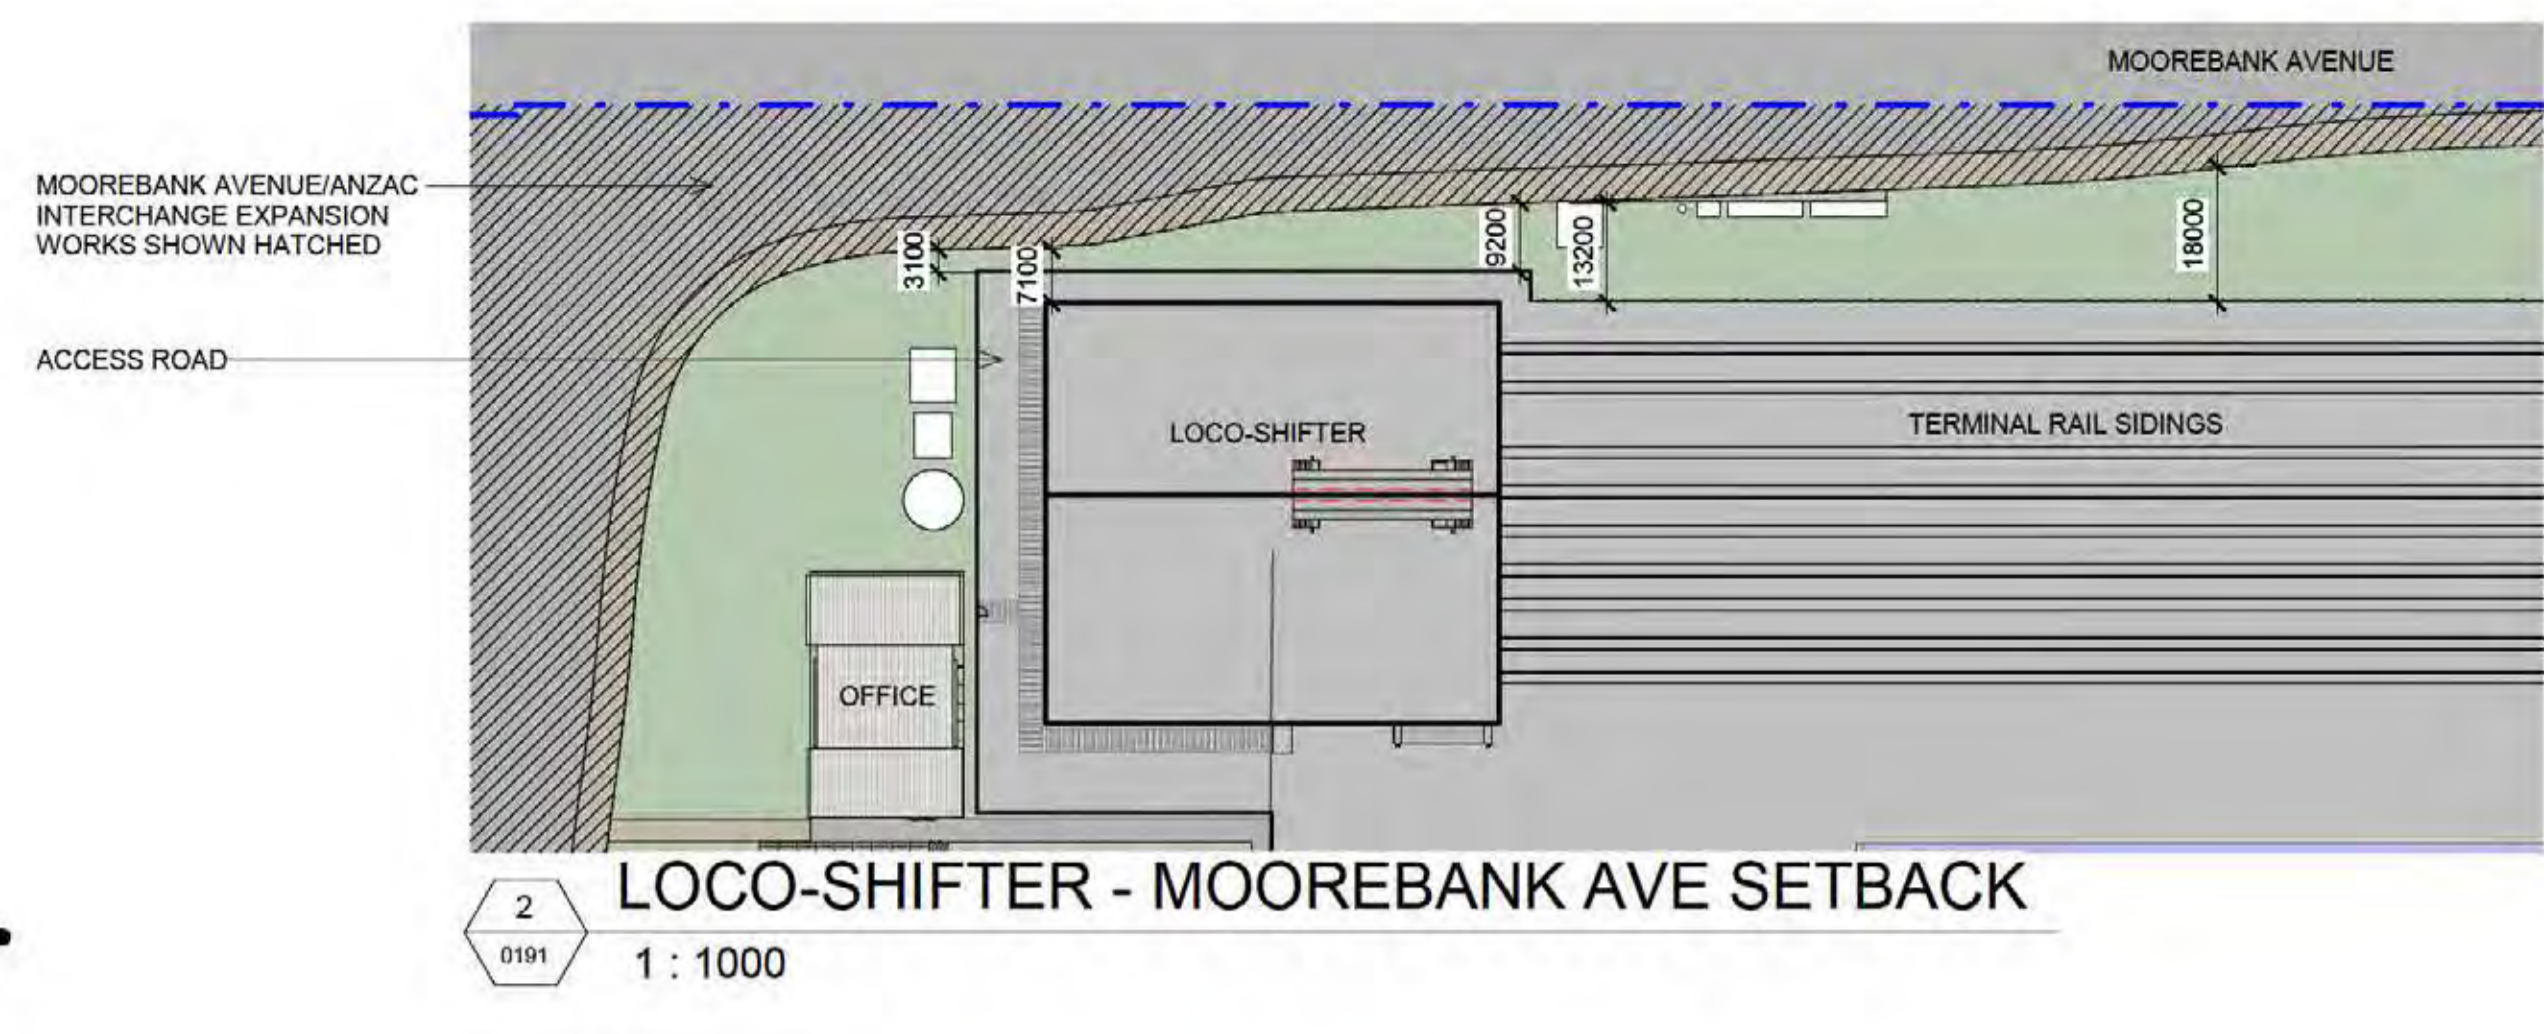 MOOREBANK AVENUE
MOOREBANK AVENUE/ANZAC
INTERCHANGE EXPANSION
WORKS SHOWN HATCHED
3100
7100
9200
13200
18000
ACCESS ROAD
LOCO-SHIFTER
TERMINAL RAIL SIDINGS
OFFICE
LOCO-SHIFTER - MOOREBANK AVE SETBACK
2
0191
1 : 1000